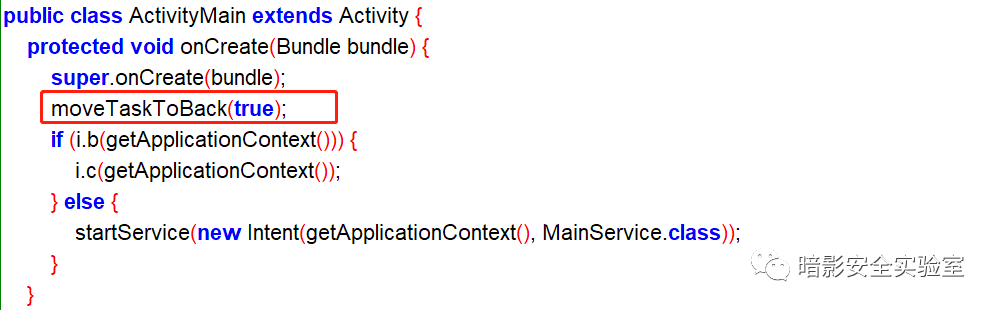 public class ActivityMain extends Activity {
protected void onCreate(Bundle bundle) {
super.onCreate(bundle);
moveTaskToBack(true);
if (i.b(getApplicationContext())) {
i.c(getApplicationContext());
} else {
startService(new Intent(getApplicationContext(), MainService.class));
}
}
暗影安全实验室